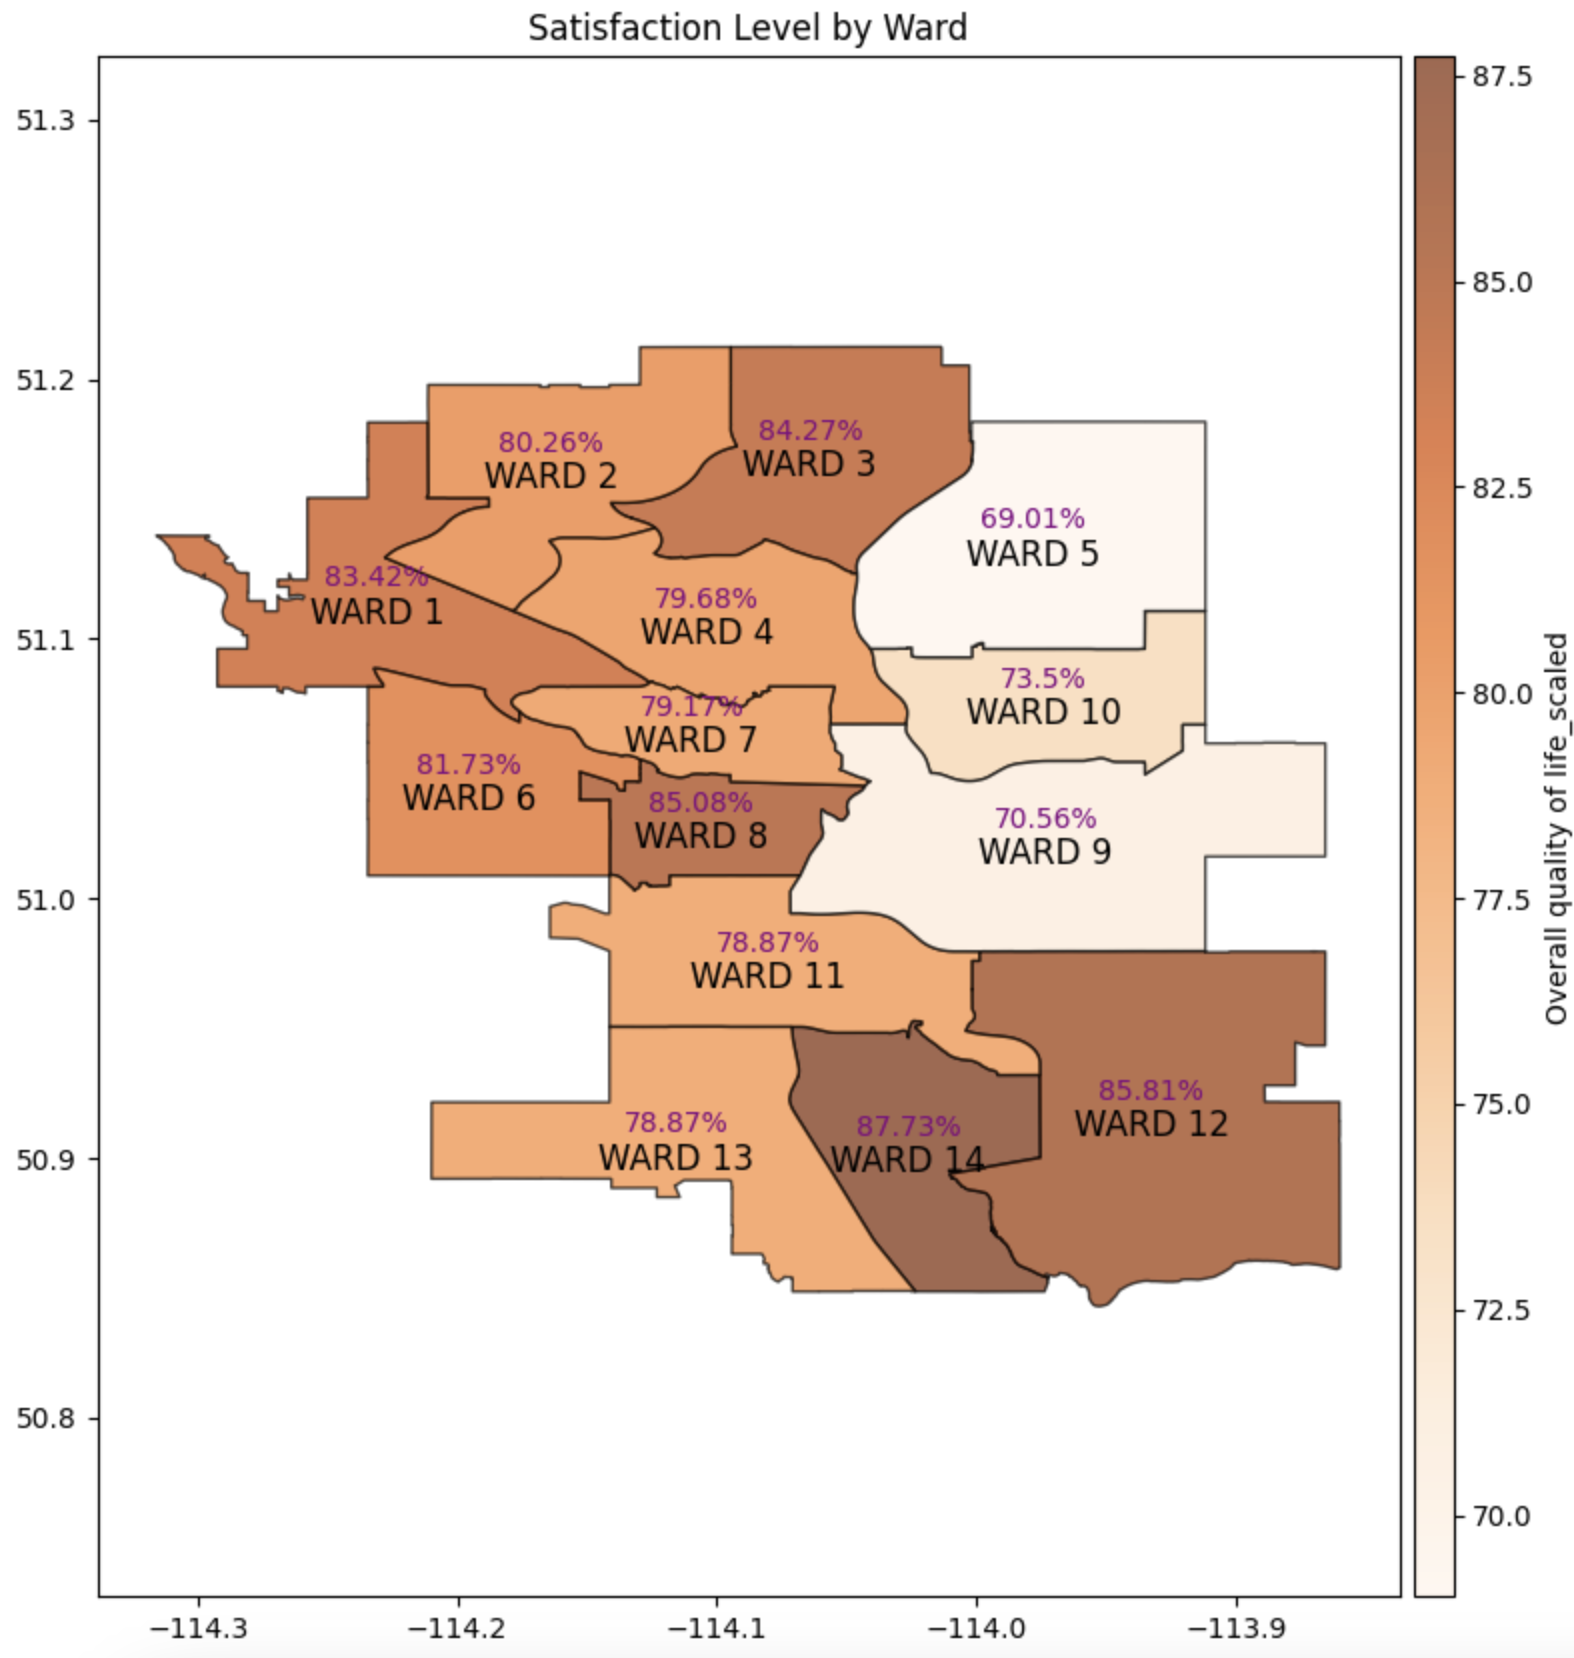 Satisfaction Level by Ward
51.3
51.2
51.1
51.0
50.9
50.8
80.26%
WARD 2
84.27%
WARD 3
69.01%
WARD 5
83.42%
WARD 1
79.68%
WARD 4
73.5%
WARD 10
79.17%
WARD 7
81.73%
WARD 6
85.08%
WARD 8
70.56%
WARD 9
78.87%
WARD 11
85.81%
WARD 12
78.87%
WARD 13
87.73%
WARD 14
−114.3
−114.2
−114.1
−114.0
−113.9
87.5
85.0
82.5
80.0
77.5
75.0
72.5
70.0
Overall quality of life_scaled